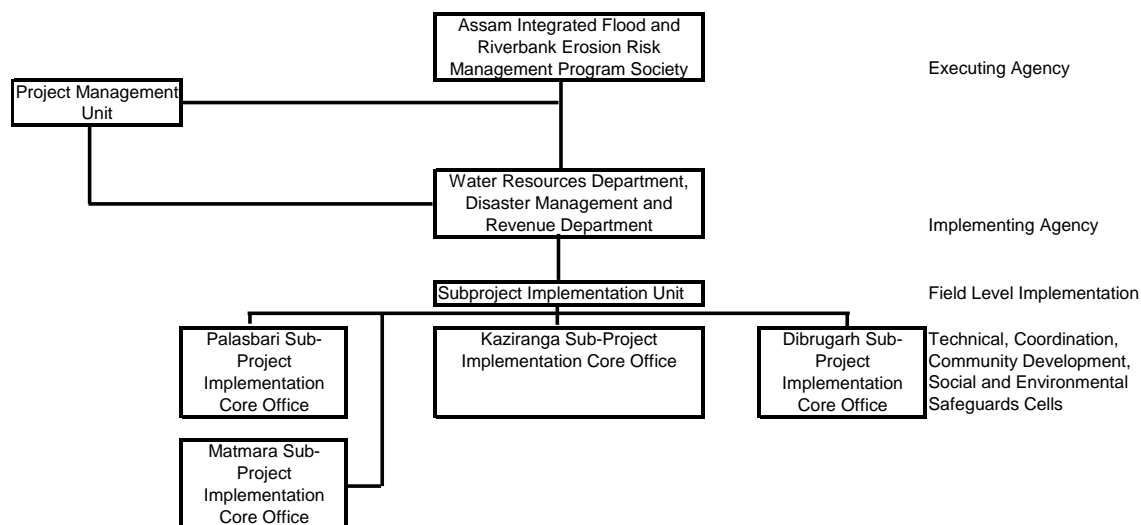 Assam Integrated Flood and
Riverbank Erosion Risk
Management Program Society
Executing Agency
Project Management
Unit
Water Resources Department,
Disaster Management and
Revenue Department
Implementing Agency
Subproject Implementation Unit
Field Level Implementation
Palasbari Sub-
Project
Implementation
Core Office
Kaziranga Sub-Project
Implementation Core Office
Dibrugarh Sub-
Project
Implementation
Core Office
Technical, Coordination,
Community Development,
Social and Environmental
Safeguards Cells
Matmara Sub-
Project
Implementation
Core Office